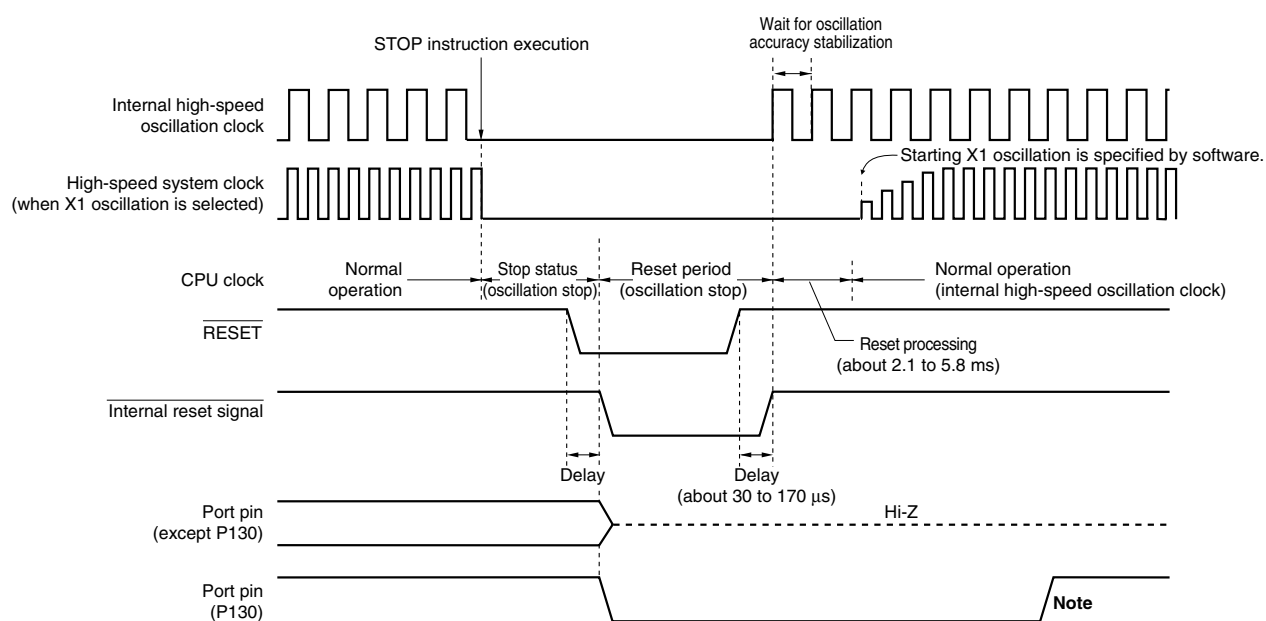 Wait for oscillation
accuracy stabilization
STOP instruction execution
Internal high-speed
oscillation clock
Starting X1 oscillation is specified by software.
High-speed system clock
(when X1 oscillation is selected)
CPU clock
Normal
operation
Stop status
(oscillation stop)
Reset period
(oscillation stop)
Normal operation
(internal high-speed oscillation clock)
RESET
Reset processing
(about 2.1 to 5.8 ms)
Internal reset signal
Delay
Delay
(about 30 to 170 μs)
Port pin
(except P130)
Hi-Z
Port pin
(P130)
Note